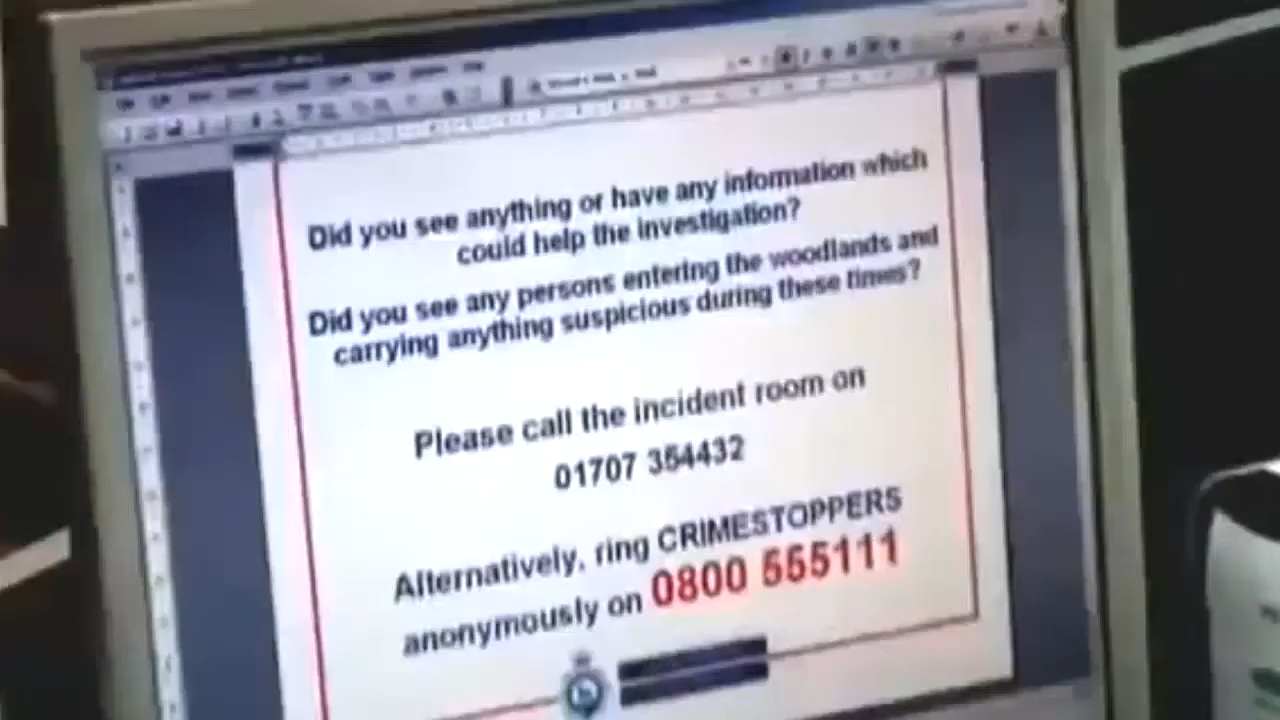 Did you see anything or have any information which
could help the investigation?
Did you see any persons entering the woodlands and
carrying anything suspicious during these times?
Please call the incident room on
01707 354432
Alternatively, ring CRIMESTOPPERS
anonymously on 0800 555111